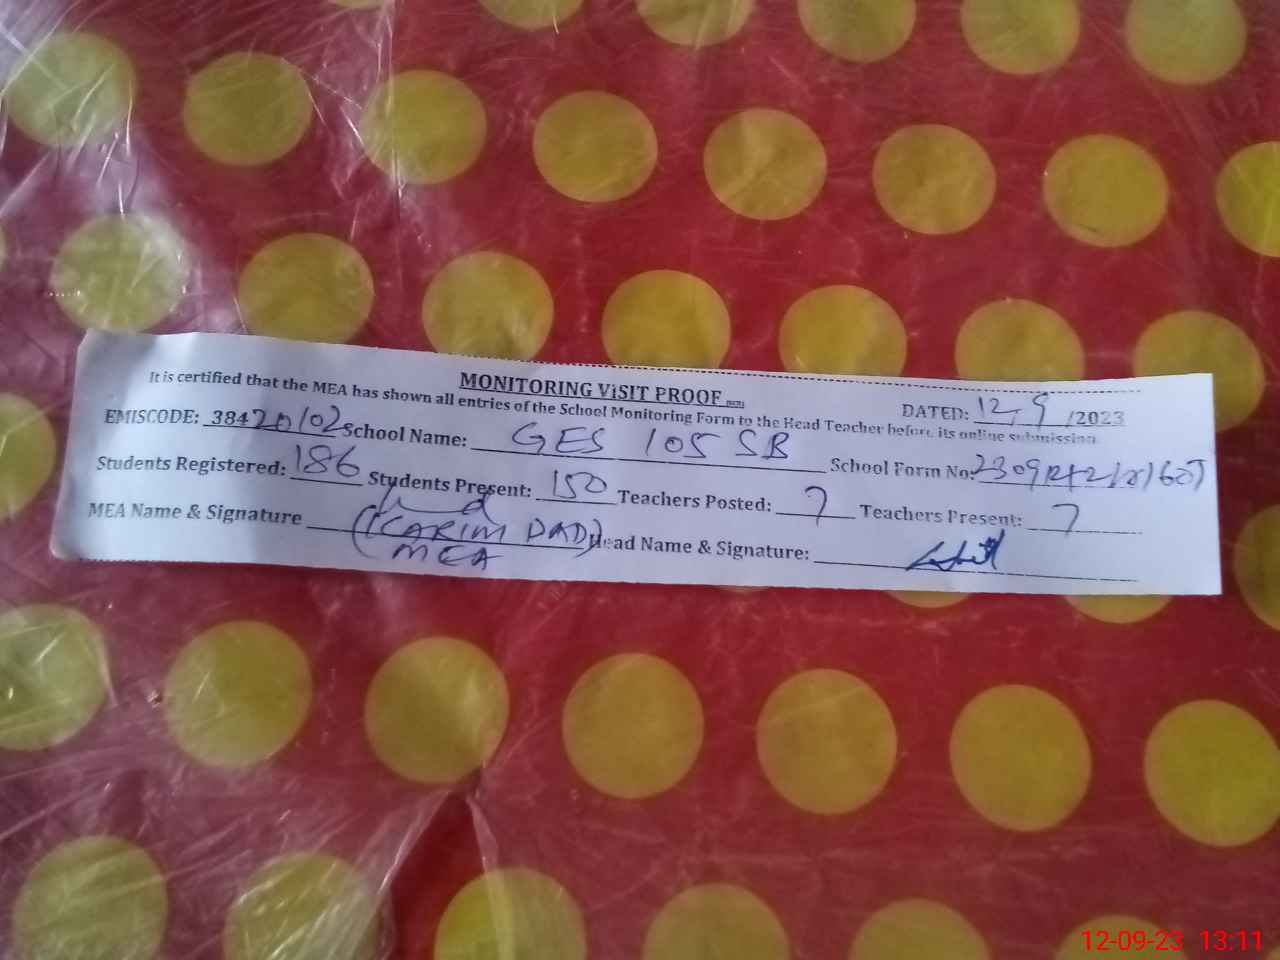 MONITORING ViSIT PROOF
DATED: 12, 9 /2023
It is certified that the MEA has shown all entries of the School Monitoring Form to the Head Teacher before its online submission.
EMISCODE: 38420102 School Name: GES 105 SB School Form No:
Students Registered: 186 Students Present: 150 Teachers Posted: 7 Teachers Present: 7
MEA Name & Signature (KARIM DAD) Head Name & Signature:
MEA
12-09-23 13:11